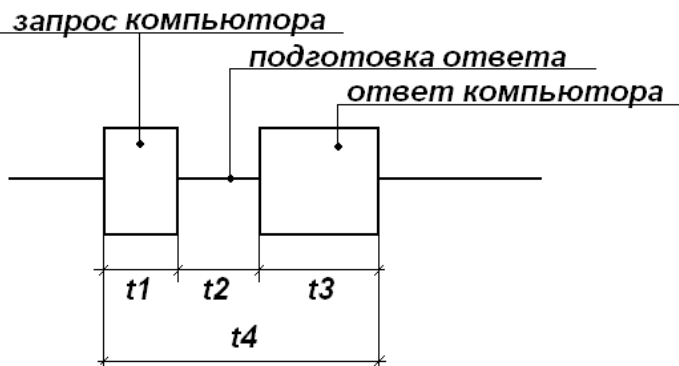 запрос компьютора
подготовка ответа
ответ компьютора
t1 t2 t3
t4